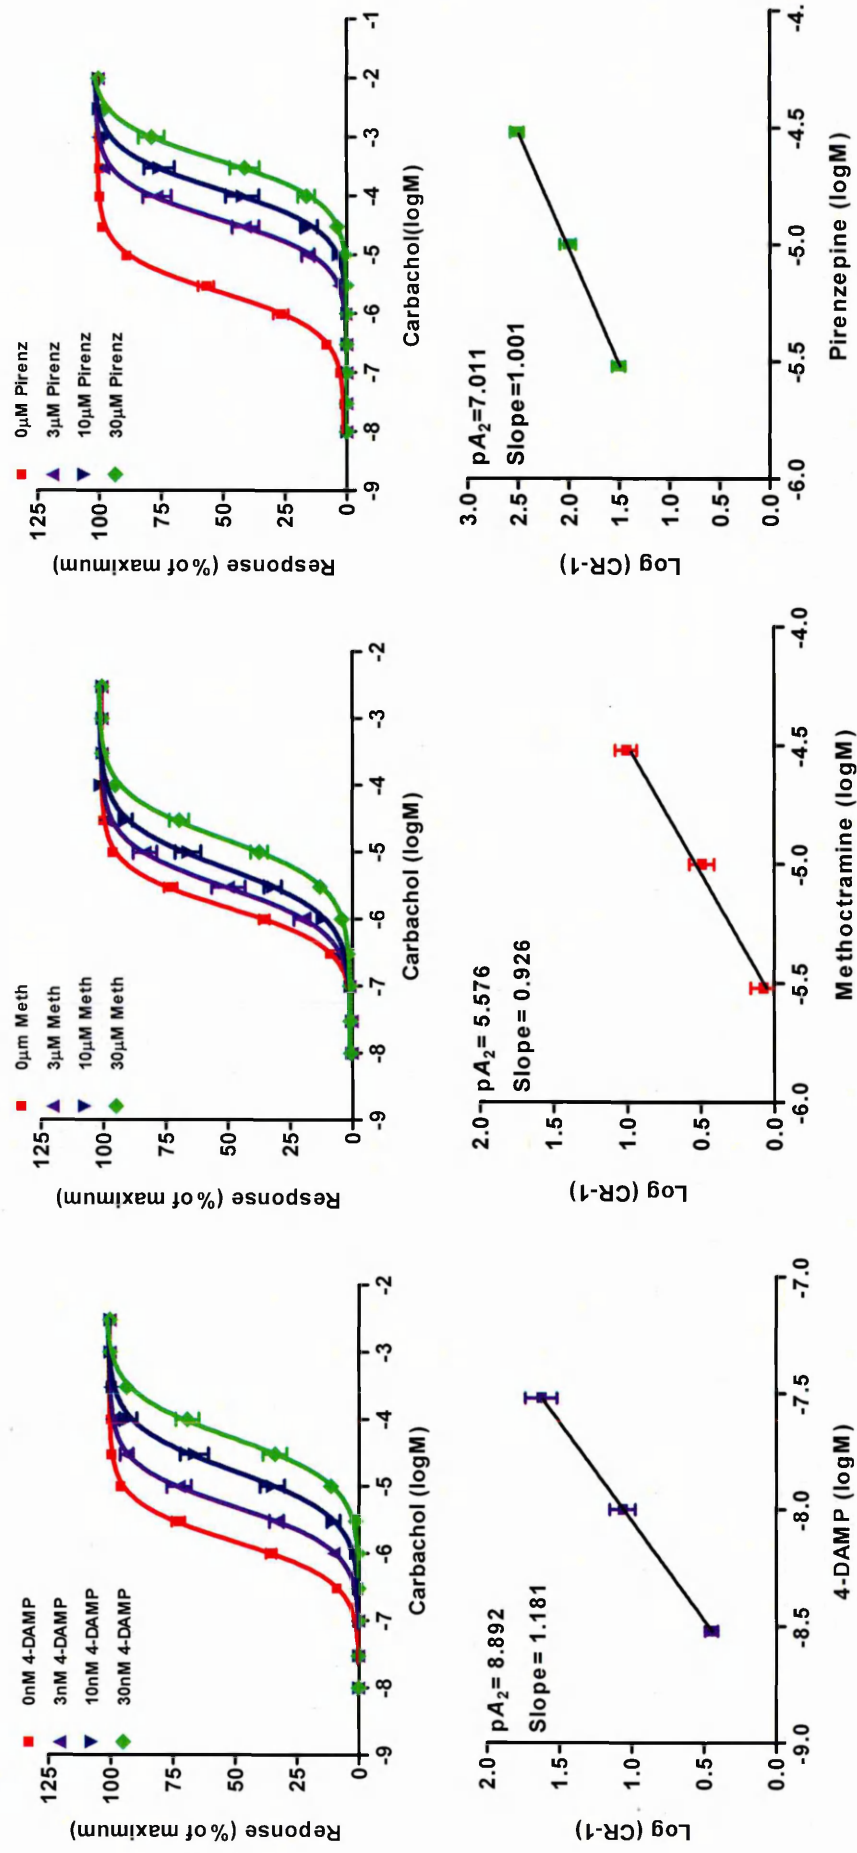 0nM 4-DAMP
3nM 4-DAMP
10nM 4-DAMP
30nM 4-DAMP
125
100
75
50
25
0
Reponse (% of maximum)
-9 -8 -7 -6 -5 -4 -3 -2
Carbachol (logM)
0µm Meth
3µM Meth
10µM Meth
30µM Meth
125
100
75
50
25
0
Reponse (% of maximum)
-9 -8 -7 -6 -5 -4 -3 -2
Carbachol (logM)
0µM Pirenz
3µM Pirenz
10µM Pirenz
30µM Pirenz
125
100
75
50
25
0
Reponse (% of maximum)
-9 -8 -7 -6 -5 -4 -3 -2 -1
Carbachol(logM)
pA2= 8.892
Slope= 1.181
2.0
1.5
1.0
0.5
0.0
Log (CR-1)
-9.0 -8.5 -8.0 -7.5 -7.0
4-DAMP (logM)
pA2= 5.576
Slope= 0.926
2.0
1.5
1.0
0.5
0.0
Log (CR-1)
-6.0 -5.5 -5.0 -4.5 -4.0
Methoctramine (logM)
pA2=7.011
Slope=1.001
3.0
2.5
2.0
1.5
1.0
0.5
0.0
Log (CR-1)
-6.0 -5.5 -5.0 -4.5 -4.
Pirenzepine (logM)